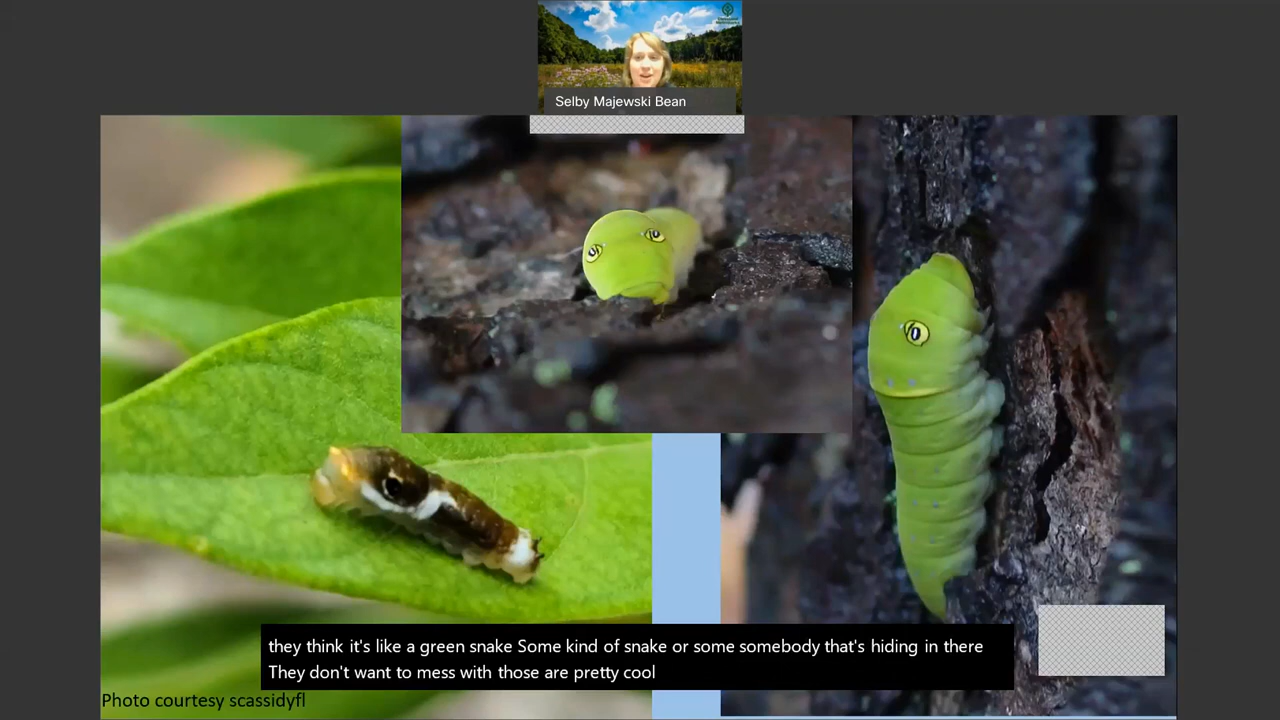 Selby Majewski Bean
they think it's like a green snake Some kind of snake or some somebody that's hiding in there
They don't want to mess with those are pretty cool
Photo courtesy scassidyfl